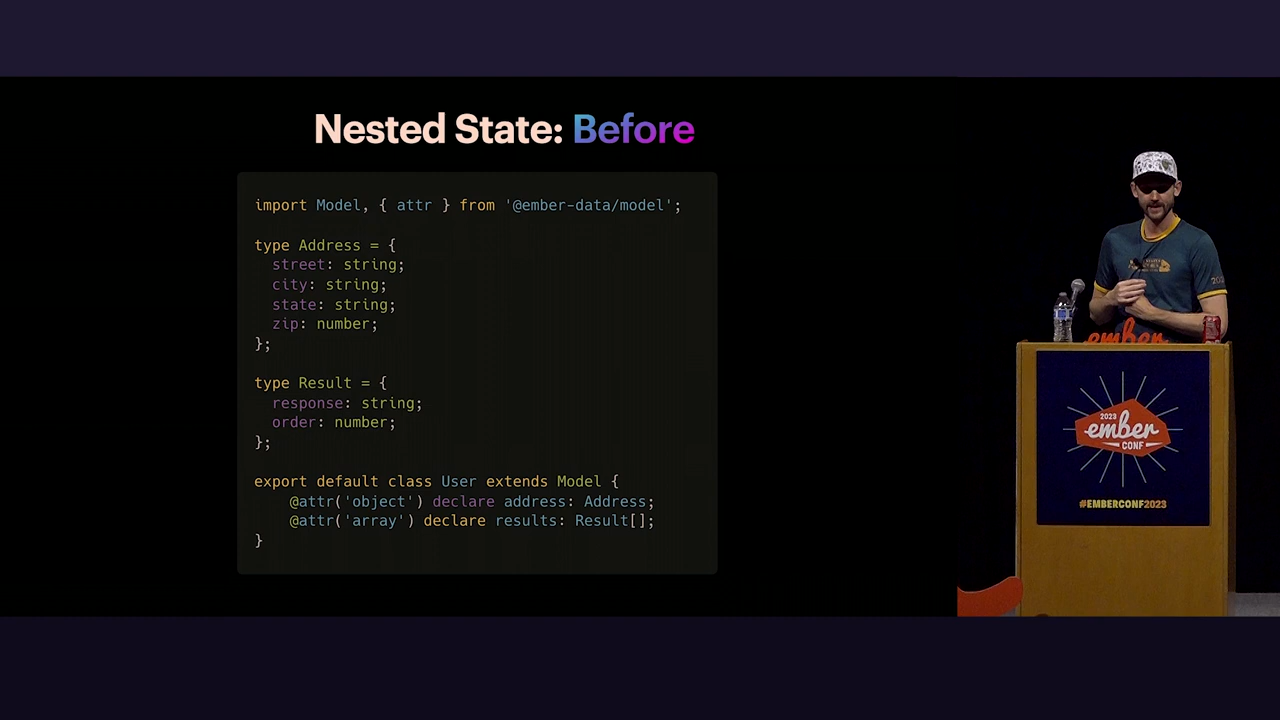 Nested State: Before
import Model, { attr } from '@ember-data/model';
type Address = {
  street: string;
  city: string;
  state: string;
  zip: number;
};
type Result = {
  response: string;
  order: number;
};
export default class User extends Model {
    @attr('object') declare address: Address;
    @attr('array') declare results: Result[];
}
ember
2023
ember
CONF
#EMBERCONF2023